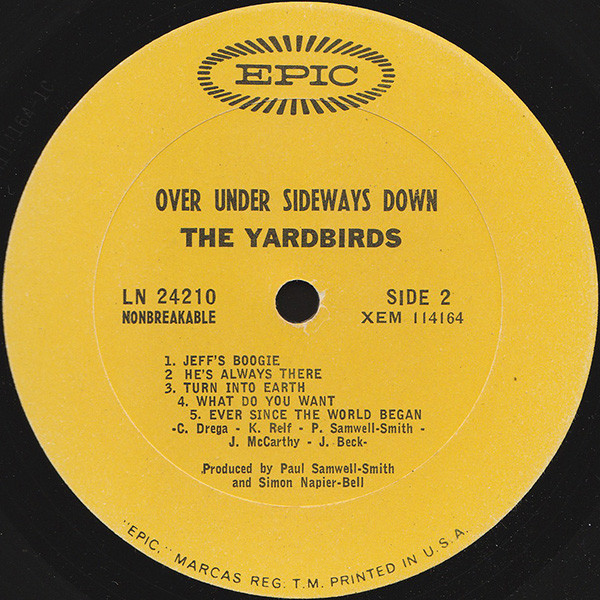 EPIC
OVER UNDER SIDEWAYS DOWN
THE YARDBIRDS
LN 24210
NONBREAKABLE
SIDE 2
XEM 114164
1. JEFF'S BOOGIE
2 HE'S ALWAYS THERE
3. TURN INTO EARTH
4. WHAT DO YOU WANT
5. EVER SINCE THE WORLD BEGAN
-C. Drega - K. Relf - P. Samwell-Smith -
J. McCarthy - J. Beck-
Produced by Paul Samwell-Smith
and Simon Napier-Bell
"EPIC," MARCAS REG. T.M. PRINTED IN U.S.A.